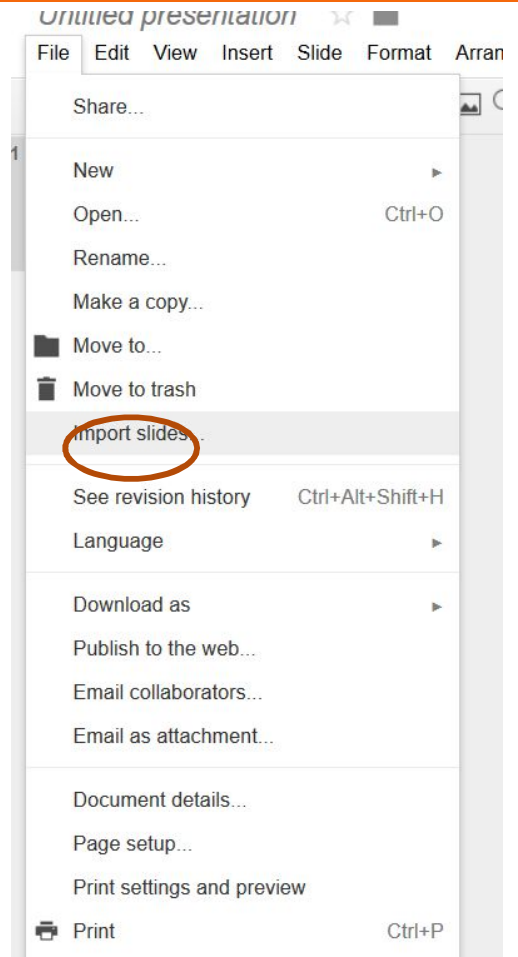 Untitled presentation
File Edit View Insert Slide Format Arran
Share...
1
New
Open... Ctrl+O
Rename...
Make a copy...
Move to...
Move to trash
Import slides...
See revision history Ctrl+Alt+Shift+H
Language
Download as
Publish to the web...
Email collaborators...
Email as attachment...
Document details...
Page setup...
Print settings and preview
Print Ctrl+P